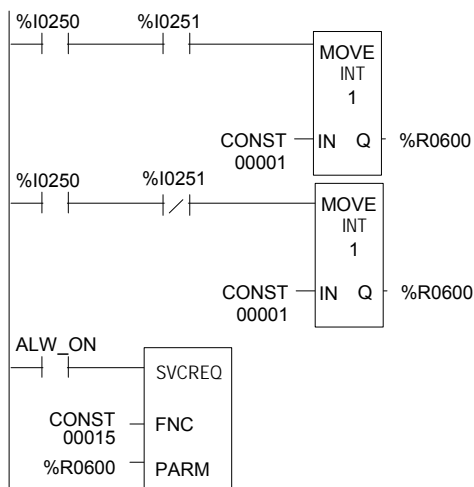 %I0250 %I0251
MOVE
INT
1
CONST IN Q %R0600
00001
%I0250 %I0251
MOVE
INT
1
CONST IN Q %R0600
00001
ALW_ON
SVCREQ
CONST FNC
00015
%R0600 PARM